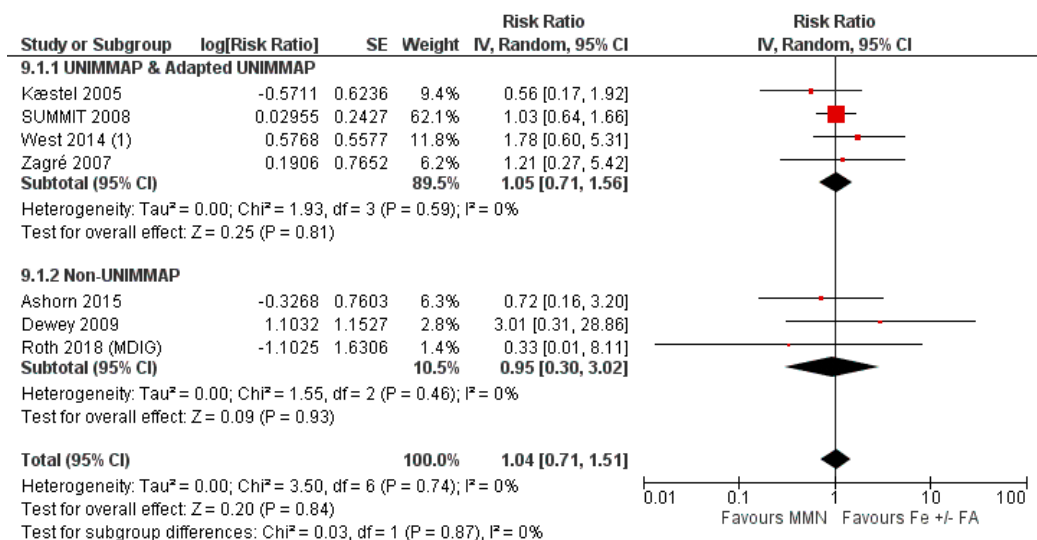 Risk Ratio Risk Ratio
Study or Subgroup log[Risk Ratio] SE Weight IV, Random, 95% CI IV, Random, 95% CI
9.1.1 UNIMMAP & Adapted UNIMMAP
Kæstel 2005 -0.5711 0.6236 9.4% 0.56 [0.17, 1.92]
SUMMIT 2008 0.02955 0.2427 62.1% 1.03 [0.64, 1.66]
West 2014 (1) 0.5768 0.5577 11.8% 1.78 [0.60, 5.31]
Zagré 2007 0.1906 0.7652 6.2% 1.21 [0.27, 5.42]
Subtotal (95% CI) 89.5% 1.05 [0.71, 1.56]
Heterogeneity: Tau² = 0.00; Chi² = 1.93, df = 3 (P = 0.59); I² = 0%
Test for overall effect: Z = 0.25 (P = 0.81)
9.1.2 Non-UNIMMAP
Ashorn 2015 -0.3268 0.7603 6.3% 0.72 [0.16, 3.20]
Dewey 2009 1.1032 1.1527 2.8% 3.01 [0.31, 28.86]
Roth 2018 (MDIG) -1.1025 1.6306 1.4% 0.33 [0.01, 8.11]
Subtotal (95% CI) 10.5% 0.95 [0.30, 3.02]
Heterogeneity: Tau² = 0.00; Chi² = 1.55, df = 2 (P = 0.46); I² = 0%
Test for overall effect: Z = 0.09 (P = 0.93)
Total (95% CI) 100.0% 1.04 [0.71, 1.51]
Heterogeneity: Tau² = 0.00; Chi² = 3.50, df = 6 (P = 0.74); I² = 0%
Test for overall effect: Z = 0.20 (P = 0.84)
Test for subgroup differences: Chi² = 0.03, df = 1 (P = 0.87), I² = 0%
0.01 0.1 1 10 100
Favours MMN Favours Fe +/- FA